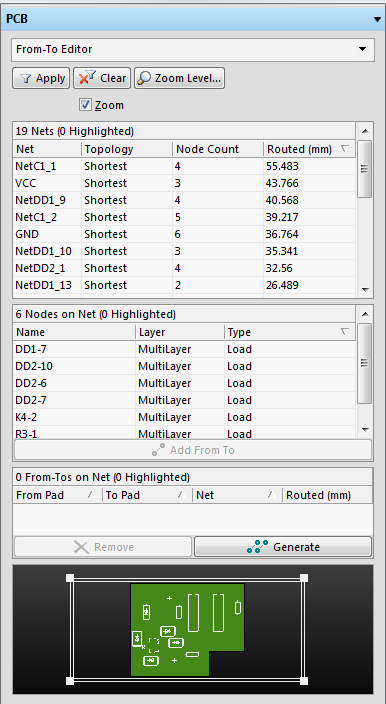 PCB
From-To Editor
Apply Clear Zoom Level...
Zoom
19 Nets (0 Highlighted)
Net Topology Node Count Routed (mm)
NetC1_1 Shortest 4 55.483
VCC Shortest 3 43.766
NetDD1_9 Shortest 4 40.568
NetC1_2 Shortest 5 39.217
GND Shortest 6 36.764
NetDD1_10 Shortest 3 35.341
NetDD2_1 Shortest 4 32.56
NetDD1_13 Shortest 2 26.489
6 Nodes on Net (0 Highlighted)
Name Layer Type
DD1-7 MultiLayer Load
DD2-10 MultiLayer Load
DD2-6 MultiLayer Load
DD2-7 MultiLayer Load
K4-2 MultiLayer Load
R3-1 MultiLayer Load
Add From To
0 From-Tos on Net (0 Highlighted)
From Pad To Pad Net Routed (mm)
Remove Generate